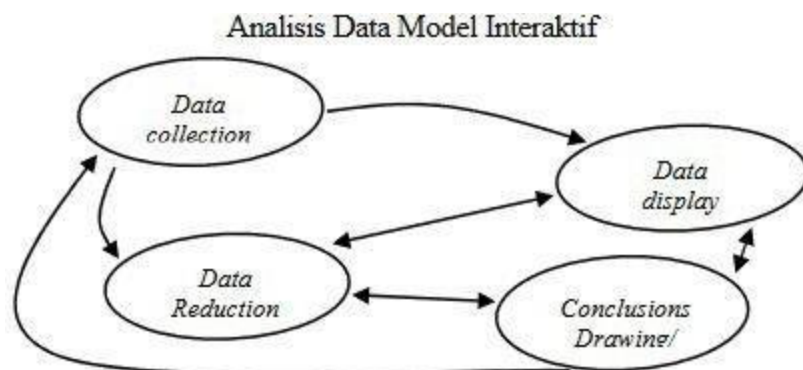 Analisis Data Model Interaktif
Data
collection
Data
display
Data
Reduction
Conclusions
Drawing/